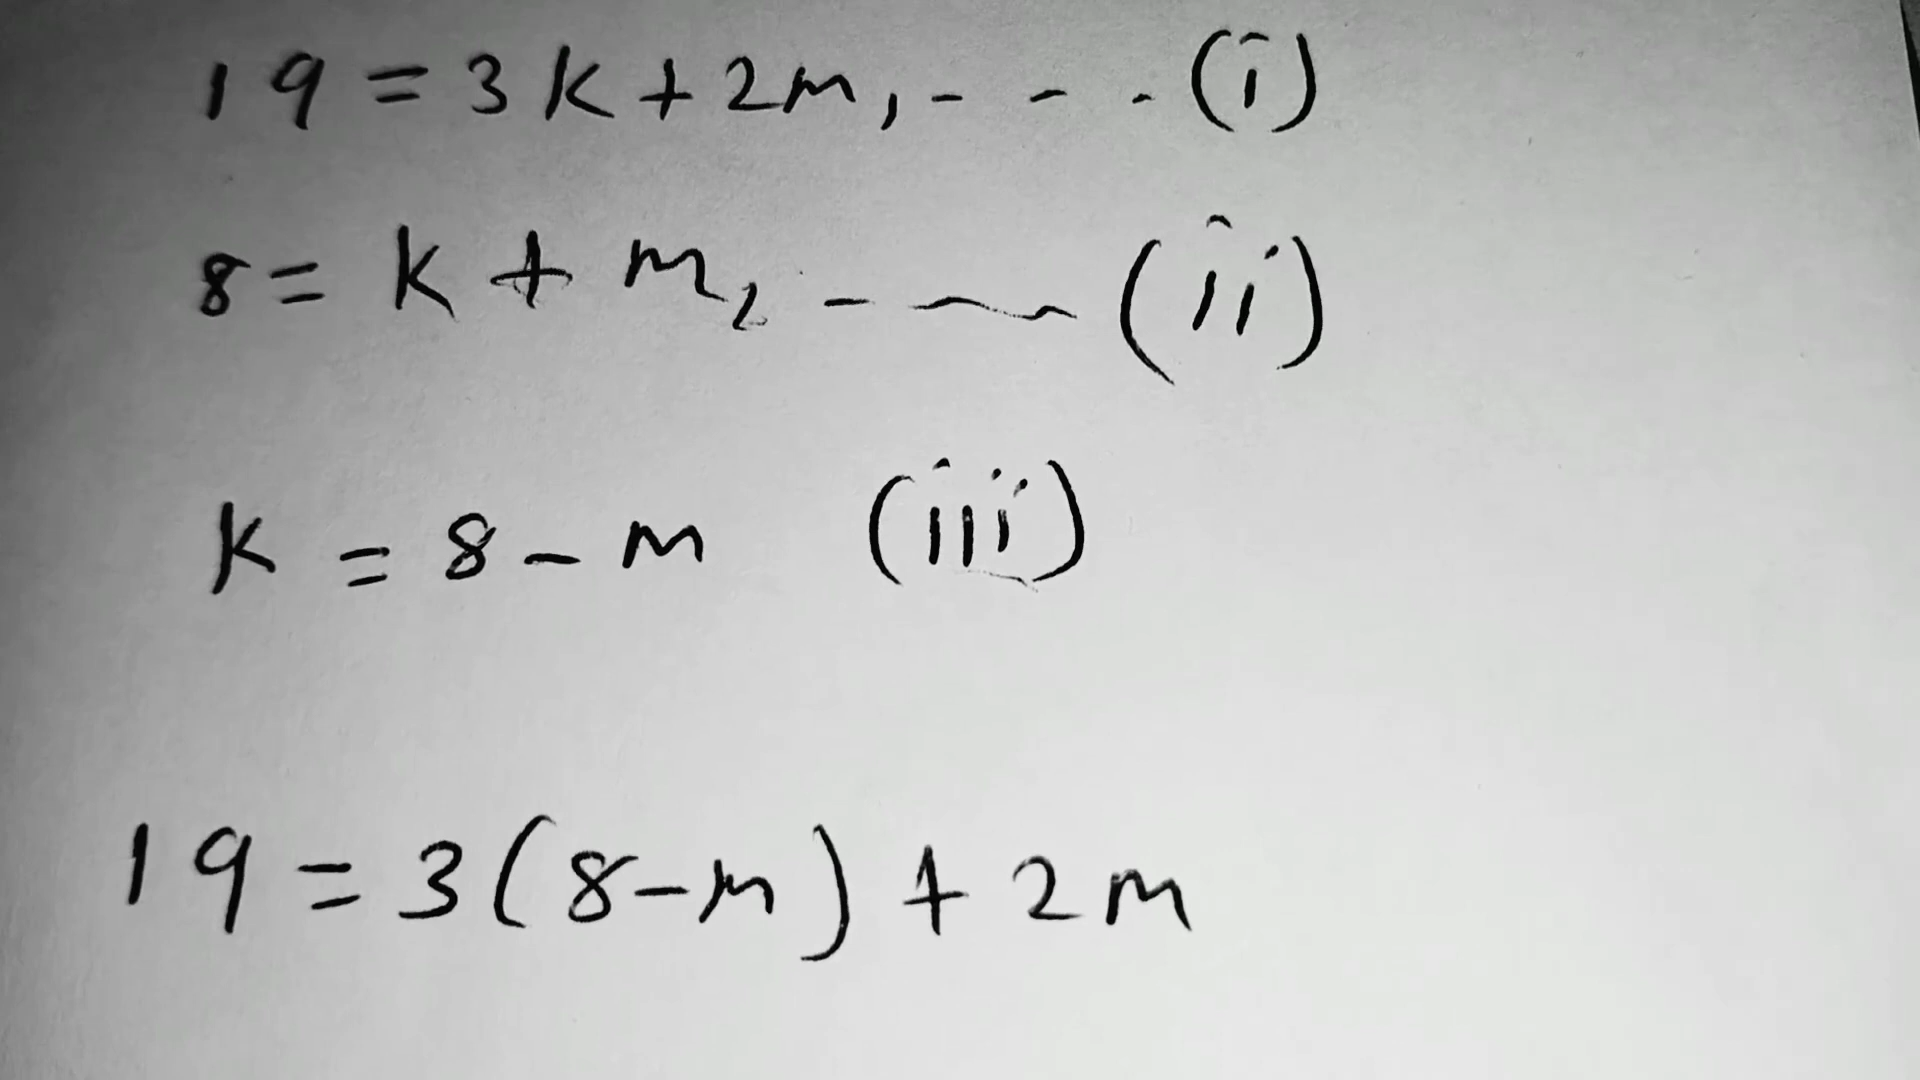 19 = 3k + 2m, - - - (i)
8 = k + m, - - - (ii)
k = 8 - m (iii)
19 = 3(8-m) + 2m